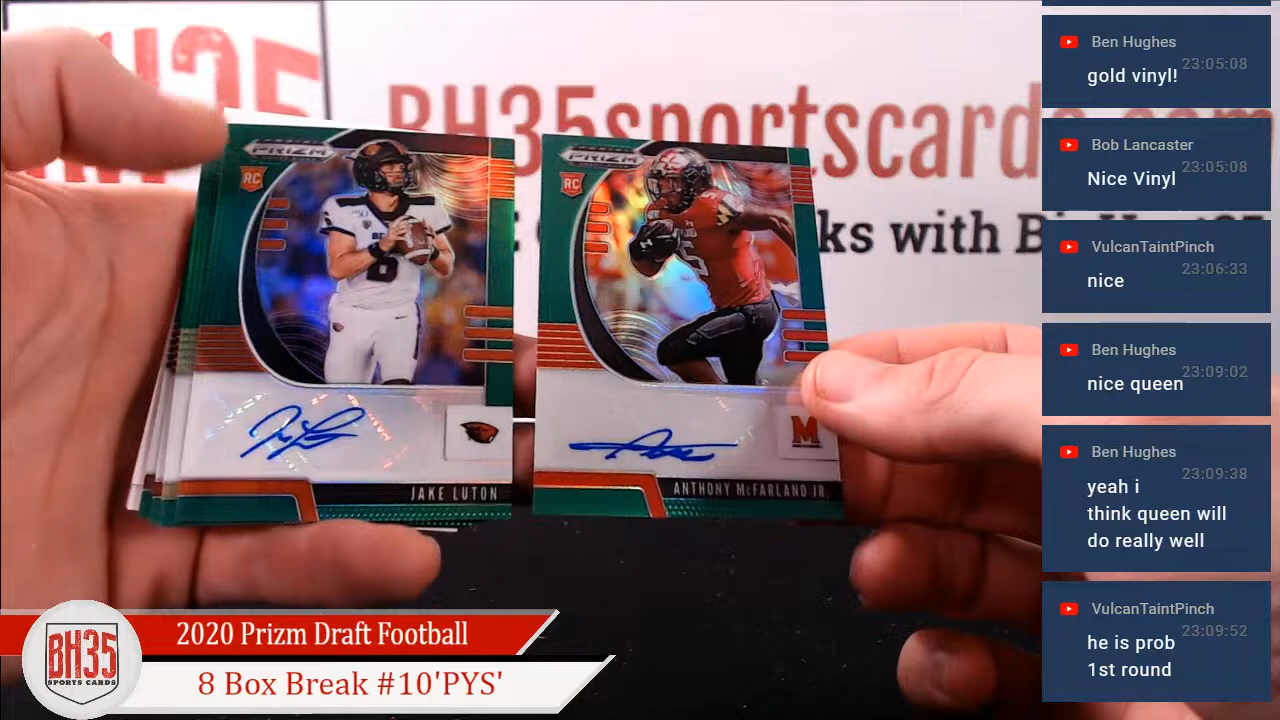 BH35
BH35sportscards.com
ks with B
PRIZM
RC
JAKE LUTON
PRIZM
RC
5
M
ANTHONY McFARLAND JR.
BH35
SPORTS CARDS
2020 Prizm Draft Football
8 Box Break #10'PYS'
Ben Hughes
23:05:08
gold vinyl!
Bob Lancaster
23:05:08
Nice Vinyl
VulcanTaintPinch
23:06:33
nice
Ben Hughes
23:09:02
nice queen
Ben Hughes
23:09:38
yeah i
think queen will
do really well
VulcanTaintPinch
23:09:52
he is prob
1st round